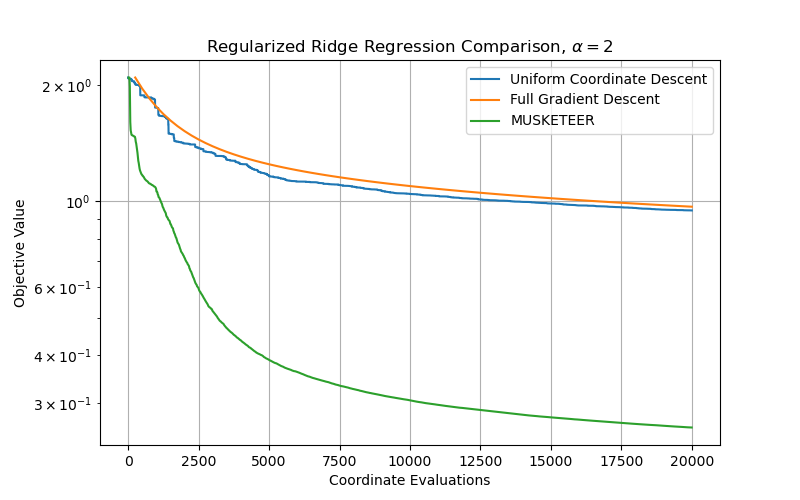 Regularized Ridge Regression Comparison, α = 2
Uniform Coordinate Descent
Full Gradient Descent
MUSKETEER
Objective Value
2 × 10⁰
10⁰
6 × 10⁻¹
4 × 10⁻¹
3 × 10⁻¹
0 2500 5000 7500 10000 12500 15000 17500 20000
Coordinate Evaluations